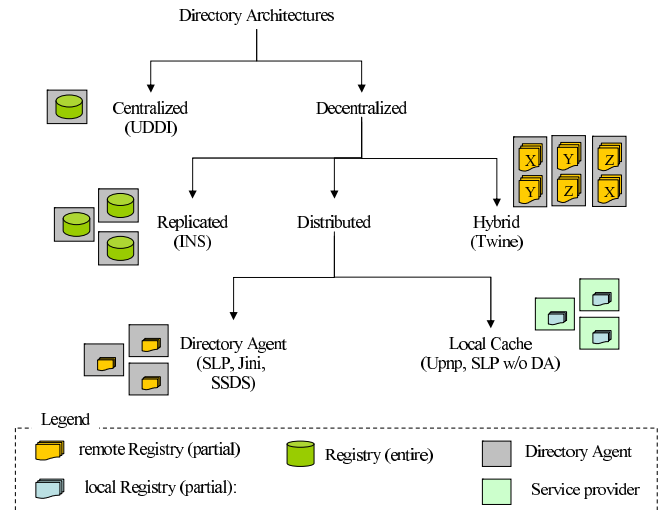 Directory Architectures
Centralized
(UDDI)
Decentralized
X
Y
Z
Y
Z
X
Replicated
(INS)
Distributed
Hybrid
(Twine)
Directory Agent
(SLP, Jini,
SSDS)
Local Cache
(Upnp, SLP w/o DA)
Legend
remote Registry (partial)
Registry (entire)
Directory Agent
local Registry (partial):
Service provider